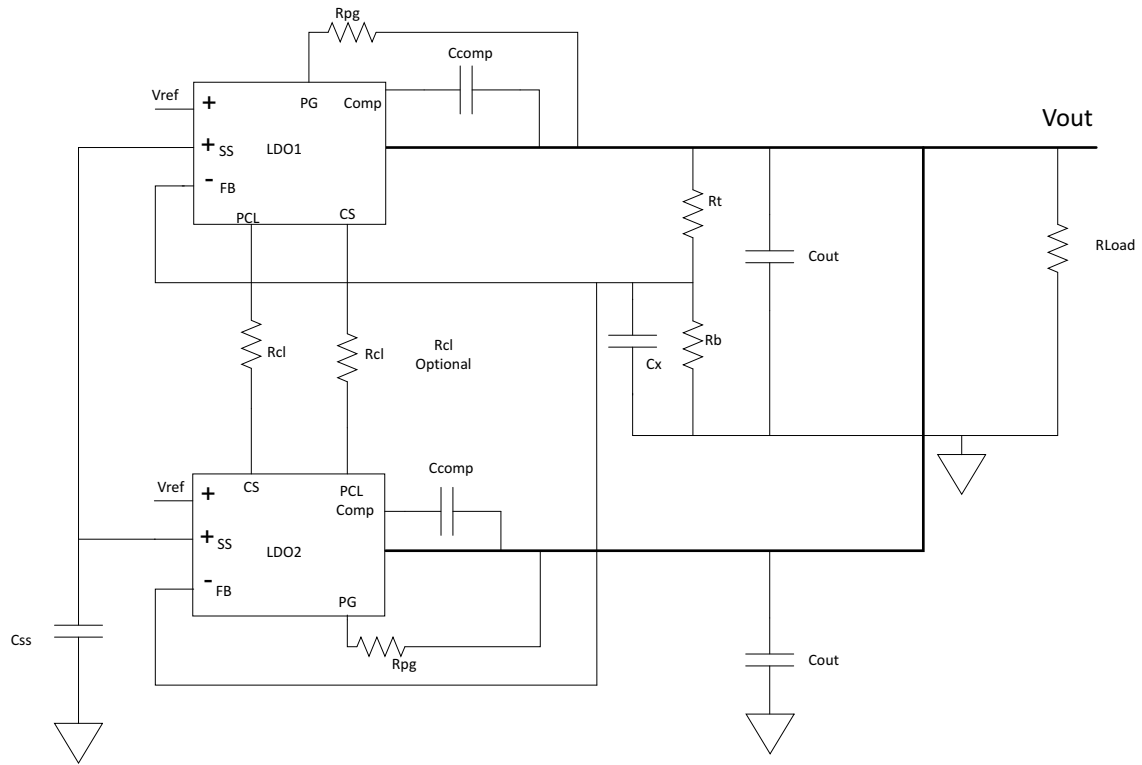 Rpg
Ccomp
Vref
+
PG
Comp
Vout
+ SS
LDO1
- FB
PCL
CS
Rt
Cout
RLoad
Rcl
Rcl
Rcl
Optional
Rb
Cx
Ccomp
Vref
+
CS
PCL
Comp
+ SS
LDO2
- FB
PG
Css
Rpg
Cout